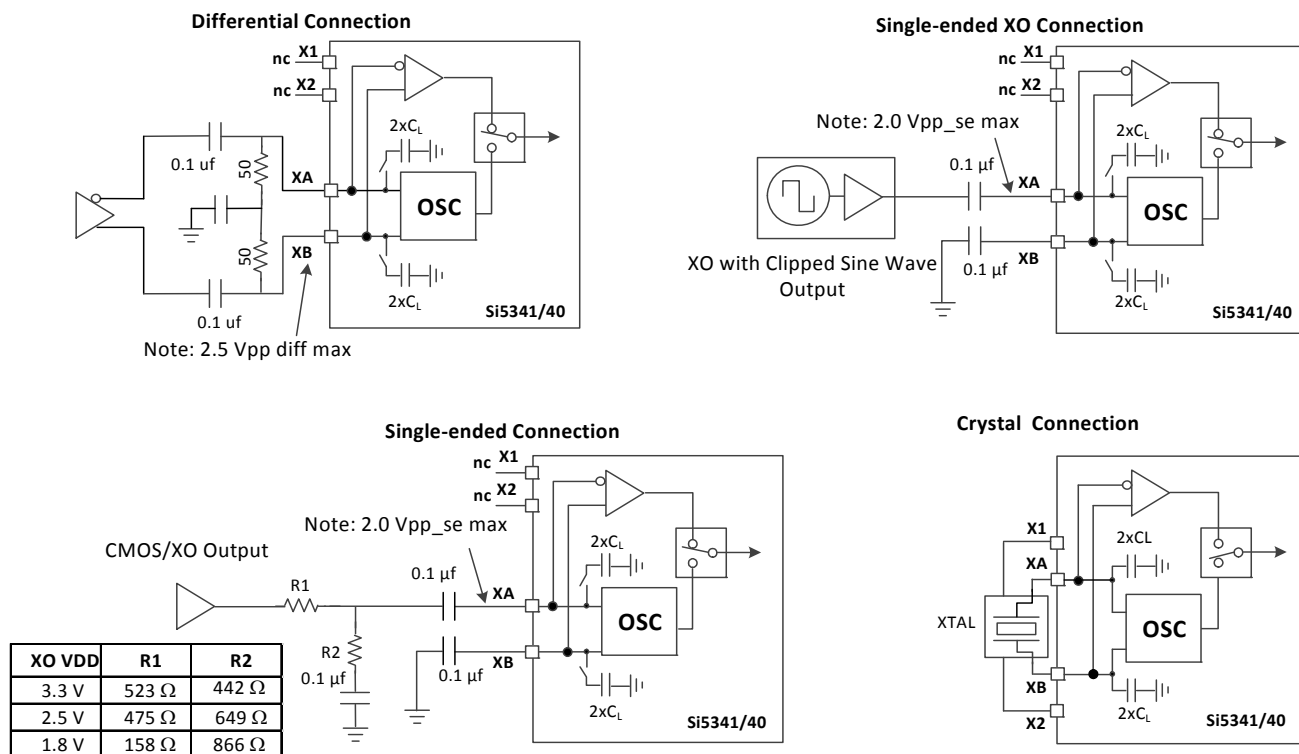 Differential Connection
nc X1
nc X2
2xCL
0.1 uf
50
XA
OSC
50
XB
2xCL
0.1 uf
Si5341/40
Note: 2.5 Vpp diff max
Single-ended XO Connection
nc X1
nc X2
Note: 2.0 Vpp_se max
2xCL
0.1 µf
XA
OSC
XB
0.1 µf
XO with Clipped Sine Wave
Output
2xCL
Si5341/40
Single-ended Connection
nc X1
nc X2
Note: 2.0 Vpp_se max
CMOS/XO Output
2xCL
0.1 µf
R1
XA
OSC
R2
XB
0.1 µf
0.1 µf
2xCL
Si5341/40
XO VDD R1 R2
3.3 V 523 Ω 442 Ω
2.5 V 475 Ω 649 Ω
1.8 V 158 Ω 866 Ω
Crystal Connection
X1
2xCL
XA
XTAL
OSC
XB
2xCL
X2
Si5341/40